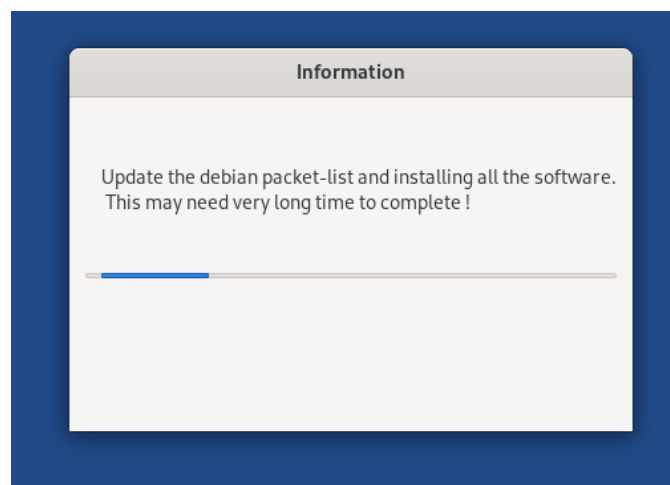 Information
Update the debian packet-list and installing all the software.
This may need very long time to complete !